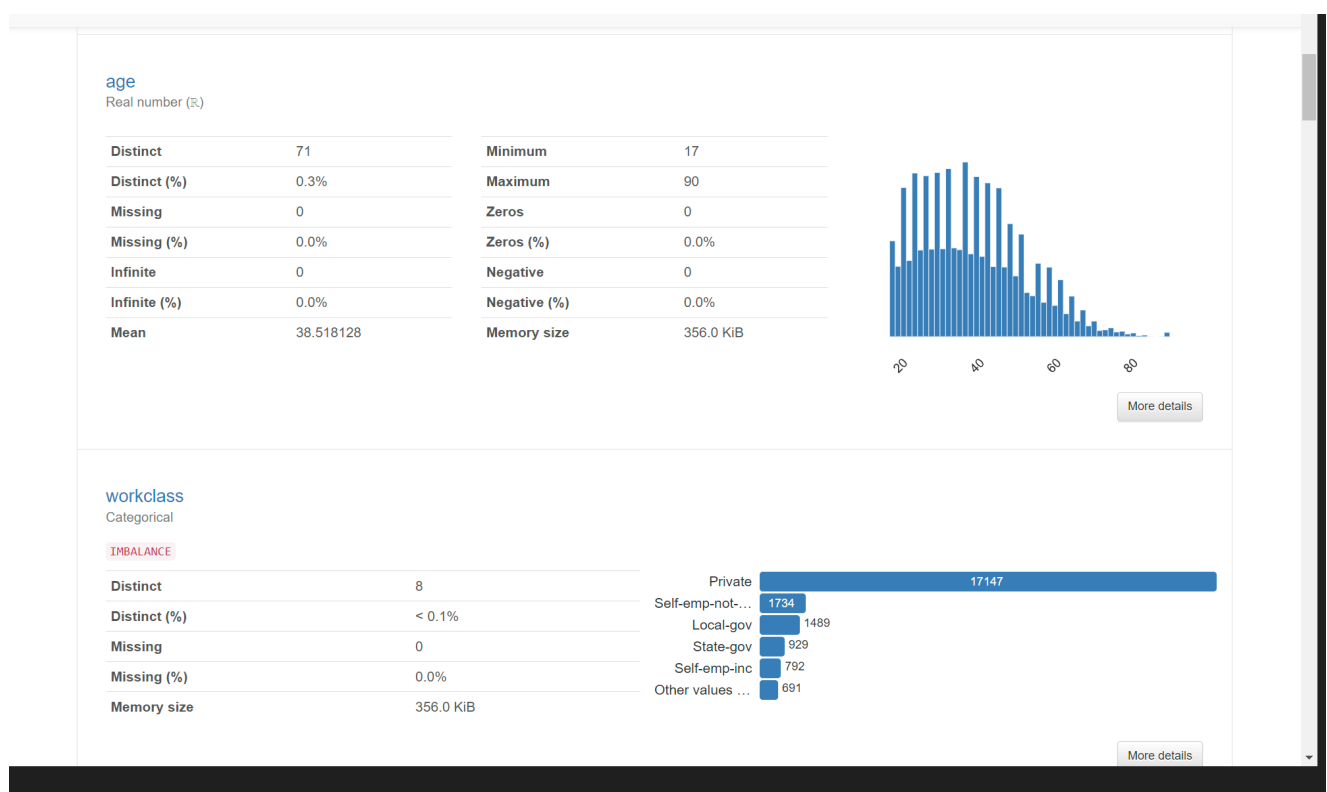 age
Real number (ℝ)
Distinct 71
Distinct (%) 0.3%
Missing 0
Missing (%) 0.0%
Infinite 0
Infinite (%) 0.0%
Mean 38.518128
Minimum 17
Maximum 90
Zeros 0
Zeros (%) 0.0%
Negative 0
Negative (%) 0.0%
Memory size 356.0 KiB
20 40 60 80
More details
workclass
Categorical
IMBALANCE
Distinct 8
Distinct (%) < 0.1%
Missing 0
Missing (%) 0.0%
Memory size 356.0 KiB
Private 17147
Self-emp-not-... 1734
Local-gov 1489
State-gov 929
Self-emp-inc 792
Other values ... 691
More details